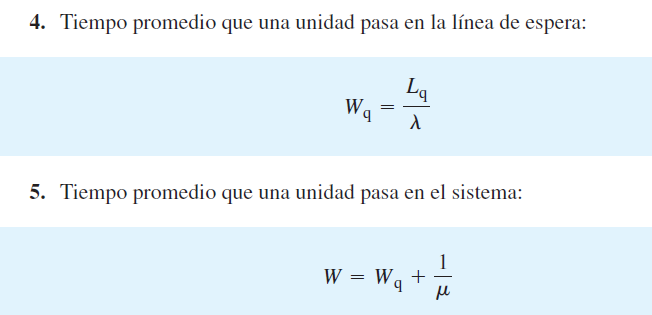 4. Tiempo promedio que una unidad pasa en la línea de espera:
W_q = L_q / λ
5. Tiempo promedio que una unidad pasa en el sistema:
W = W_q + 1 / μ